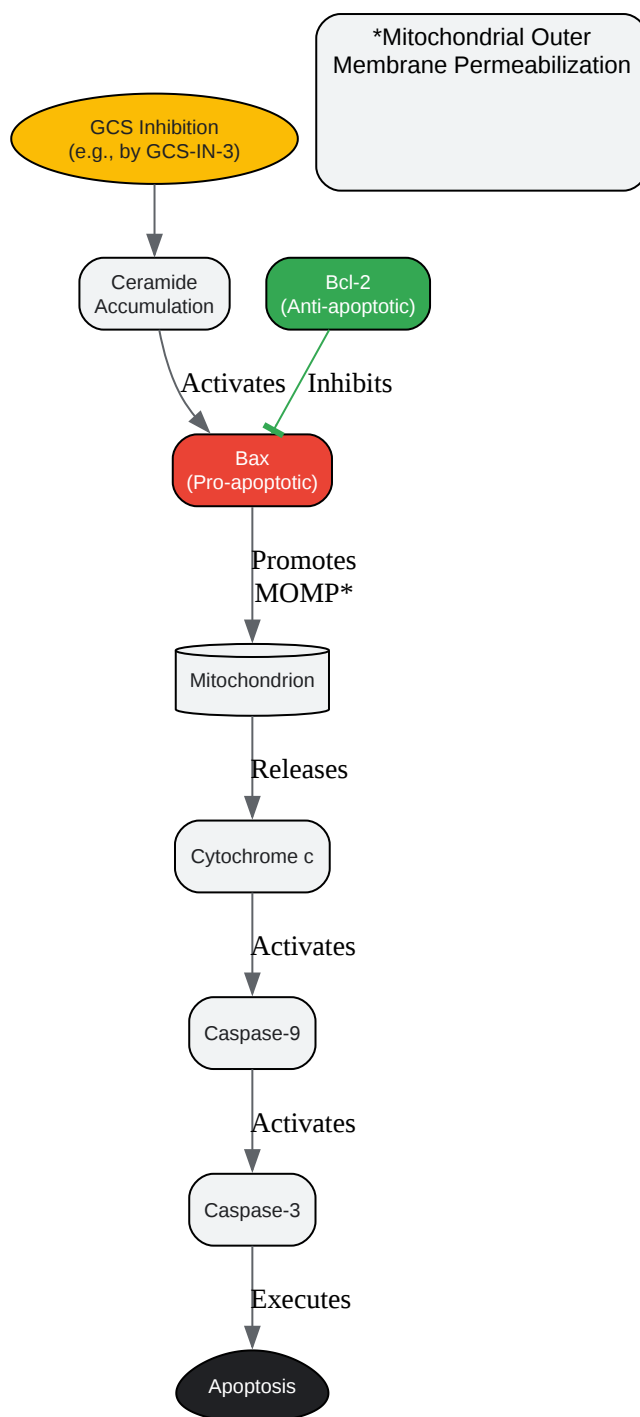 *Mitochondrial Outer
Membrane Permeabilization
GCS Inhibition
(e.g., by GCS-IN-3)
Ceramide
Accumulation
Bcl-2
(Anti-apoptotic)
Activates
Inhibits
Bax
(Pro-apoptotic)
Promotes
MOMP*
Mitochondrion
Releases
Cytochrome c
Activates
Caspase-9
Activates
Caspase-3
Executes
Apoptosis